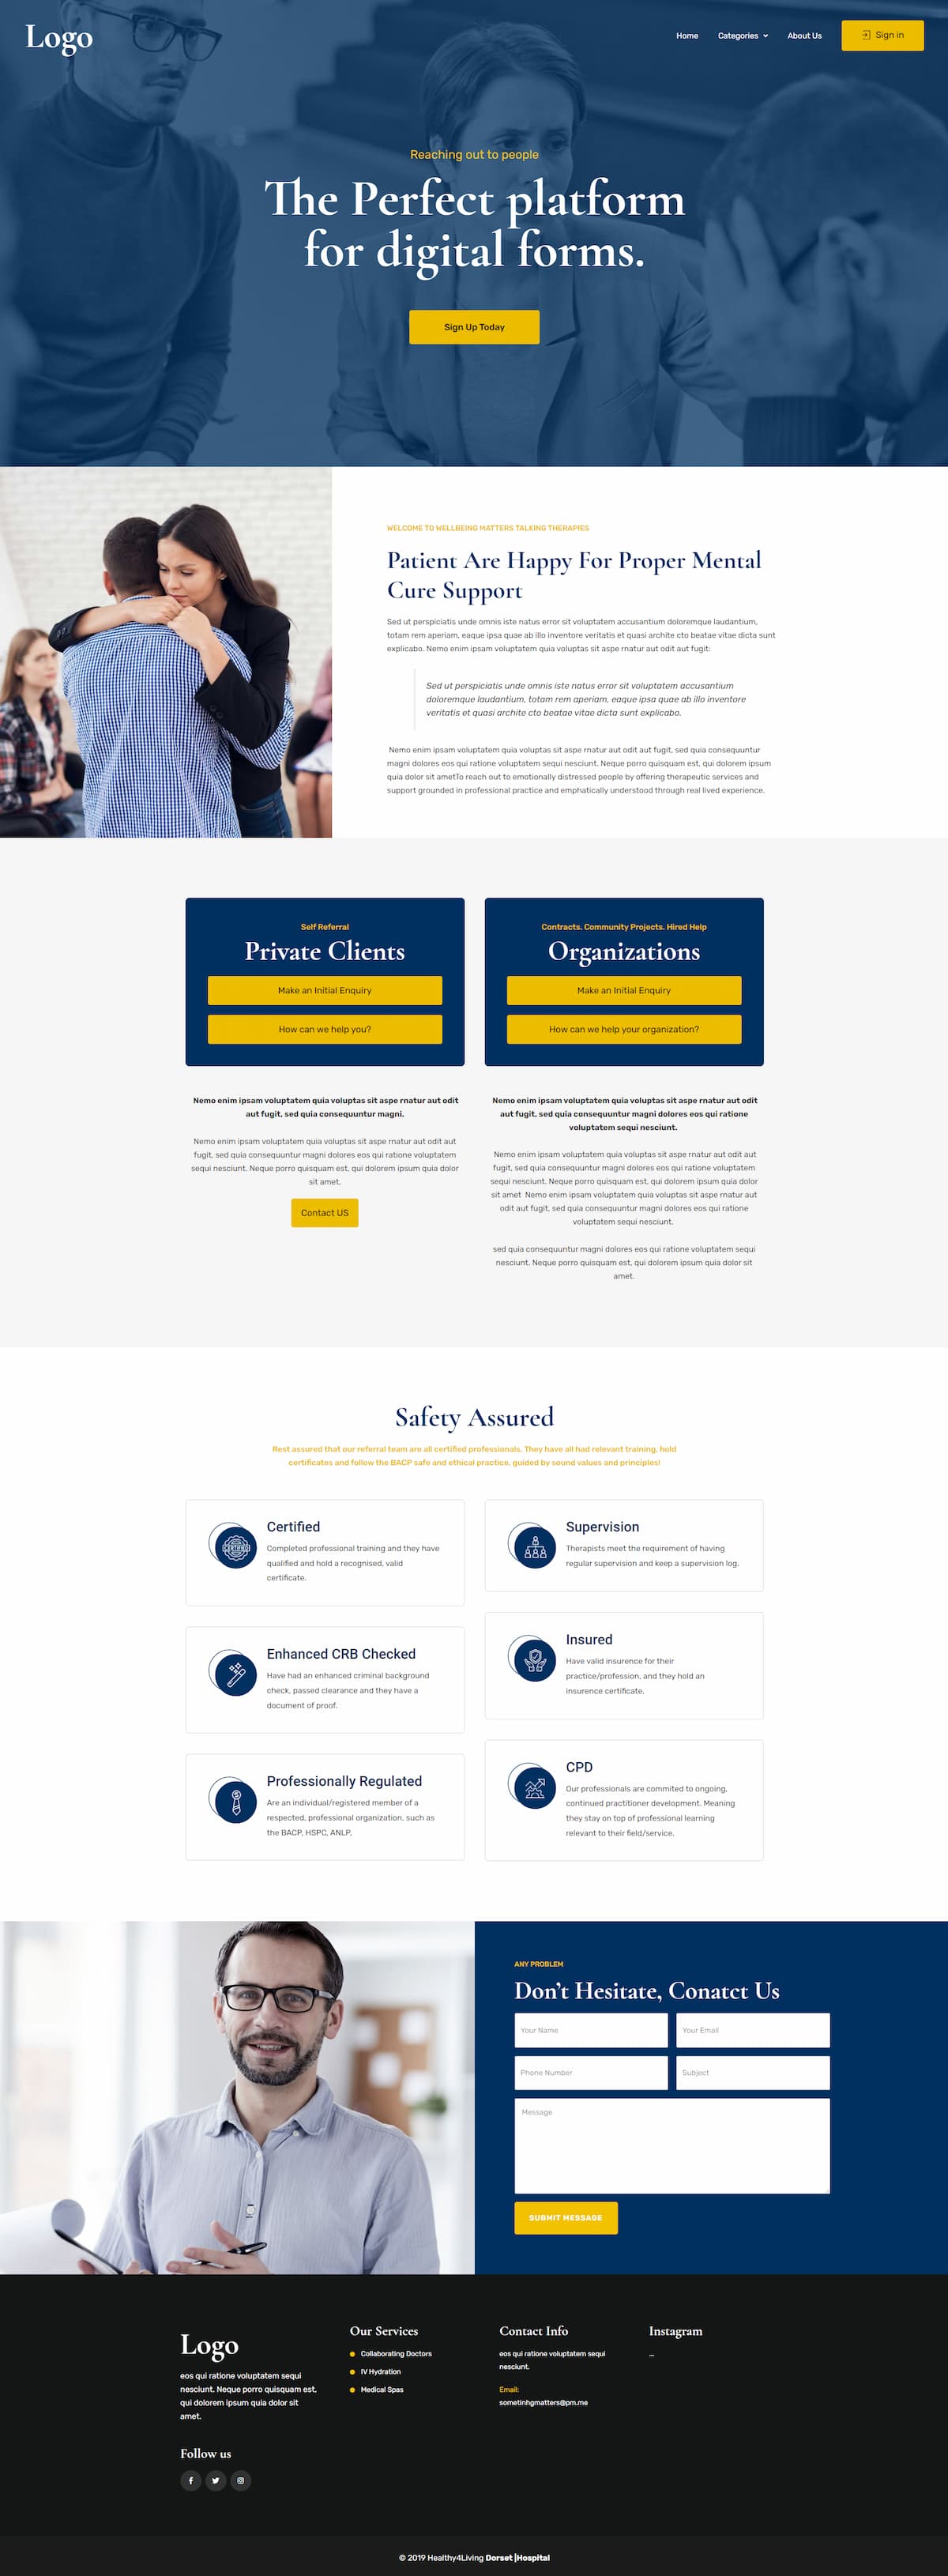 Logo
Home
Categories
About Us
Sign in
Reaching out to people
The Perfect platform
for digital forms.
Sign Up Today
WELCOME TO WELLBEING MATTERS TALKING THERAPIES
Patient Are Happy For Proper Mental
Cure Support
Sed ut perspiciatis unde omnis iste natus error sit voluptatem accusantium doloremque laudantium,
totam rem aperiam, eaque ipsa quae ab illo inventore veritatis et quasi archite cto beatae vitae dicta sunt
explicabo. Nemo enim ipsam voluptatem quia voluptas sit aspe rnatur aut odit aut fugit:
Sed ut perspiciatis unde omnis iste natus error sit voluptatem accusantium
doloremque laudantium, totam rem aperiam, eaque ipsa quae ab illo inventore
veritatis et quasi archite cto beatae vitae dicta sunt explicabo.
Nemo enim ipsam voluptatem quia voluptas sit aspe rnatur aut odit aut fugit, sed quia consequuntur
magni dolores eos qui ratione voluptatem sequi nesciunt. Neque porro quisquam est, qui dolorem ipsum
quia dolor sit ametTo reach out to emotionally distressed people by offering therapeutic services and
support grounded in professional practice and emphatically understood through real lived experience.
Self Referral
Private Clients
Make an Initial Enquiry
How can we help you?
Nemo enim ipsam voluptatem quia voluptas sit aspe rnatur aut odit
aut fugit, sed quia consequuntur magni.
Nemo enim ipsam voluptatem quia voluptas sit aspe rnatur aut odit aut
fugit, sed quia consequuntur magni dolores eos qui ratione voluptatem
sequi nesciunt. Neque porro quisquam est, qui dolorem ipsum quia dolor
sit amet.
Contact US
Contracts. Community Projects. Hired Help
Organizations
Make an Initial Enquiry
How can we help your organization?
Nemo enim ipsam voluptatem quia voluptas sit aspe rnatur aut odit
aut fugit, sed quia consequuntur magni dolores eos qui ratione
voluptatem sequi nesciunt.
Nemo enim ipsam voluptatem quia voluptas sit aspe rnatur aut odit aut
fugit, sed quia consequuntur magni dolores eos qui ratione voluptatem
sequi nesciunt. Neque porro quisquam est, qui dolorem ipsum quia dolor
sit amet Nemo enim ipsam voluptatem quia voluptas sit aspe rnatur aut
odit aut fugit, sed quia consequuntur magni dolores eos qui ratione
voluptatem sequi nesciunt.
sed quia consequuntur magni dolores eos qui ratione voluptatem sequi
nesciunt. Neque porro quisquam est, qui dolorem ipsum quia dolor sit
amet.
Safety Assured
Rest assured that our referral team are all certified professionals. They have all had relevant training, hold
certificates and follow the BACP safe and ethical practice, guided by sound values and principles!
Certified
Completed professional training and they have
qualified and hold a recognised, valid
certificate.
Supervision
Therapists meet the requirement of having
regular supervision and keep a supervision log,
Enhanced CRB Checked
Have had an enhanced criminal background
check, passed clearance and they have a
document of proof.
Insured
Have valid insurence for their
practice/profession, and they hold an
insurence certificate.
Professionally Regulated
Are an individual/registered member of a
respected, professional organization, such as
the BACP, HSPC, ANLP,
CPD
Our professionals are commited to ongoing,
continued practitioner development. Meaning
they stay on top of professional learning
relevant to their field/service.
ANY PROBLEM
Don't Hesitate, Conatct Us
Your Name
Your Email
Phone Number
Subject
Message
SUBMIT MESSAGE
Logo
eos qui ratione voluptatem sequi
nesciunt. Neque porro quisquam est,
qui dolorem ipsum quia dolor sit
amet.
Follow us
Our Services
Collaborating Doctors
IV Hydration
Medical Spas
Contact Info
eos qui ratione voluptatem sequi
nesciunt.
Email:
sometinhgmatters@pm.me
Instagram
...
© 2019 Healthy4Living Dorset |Hospital